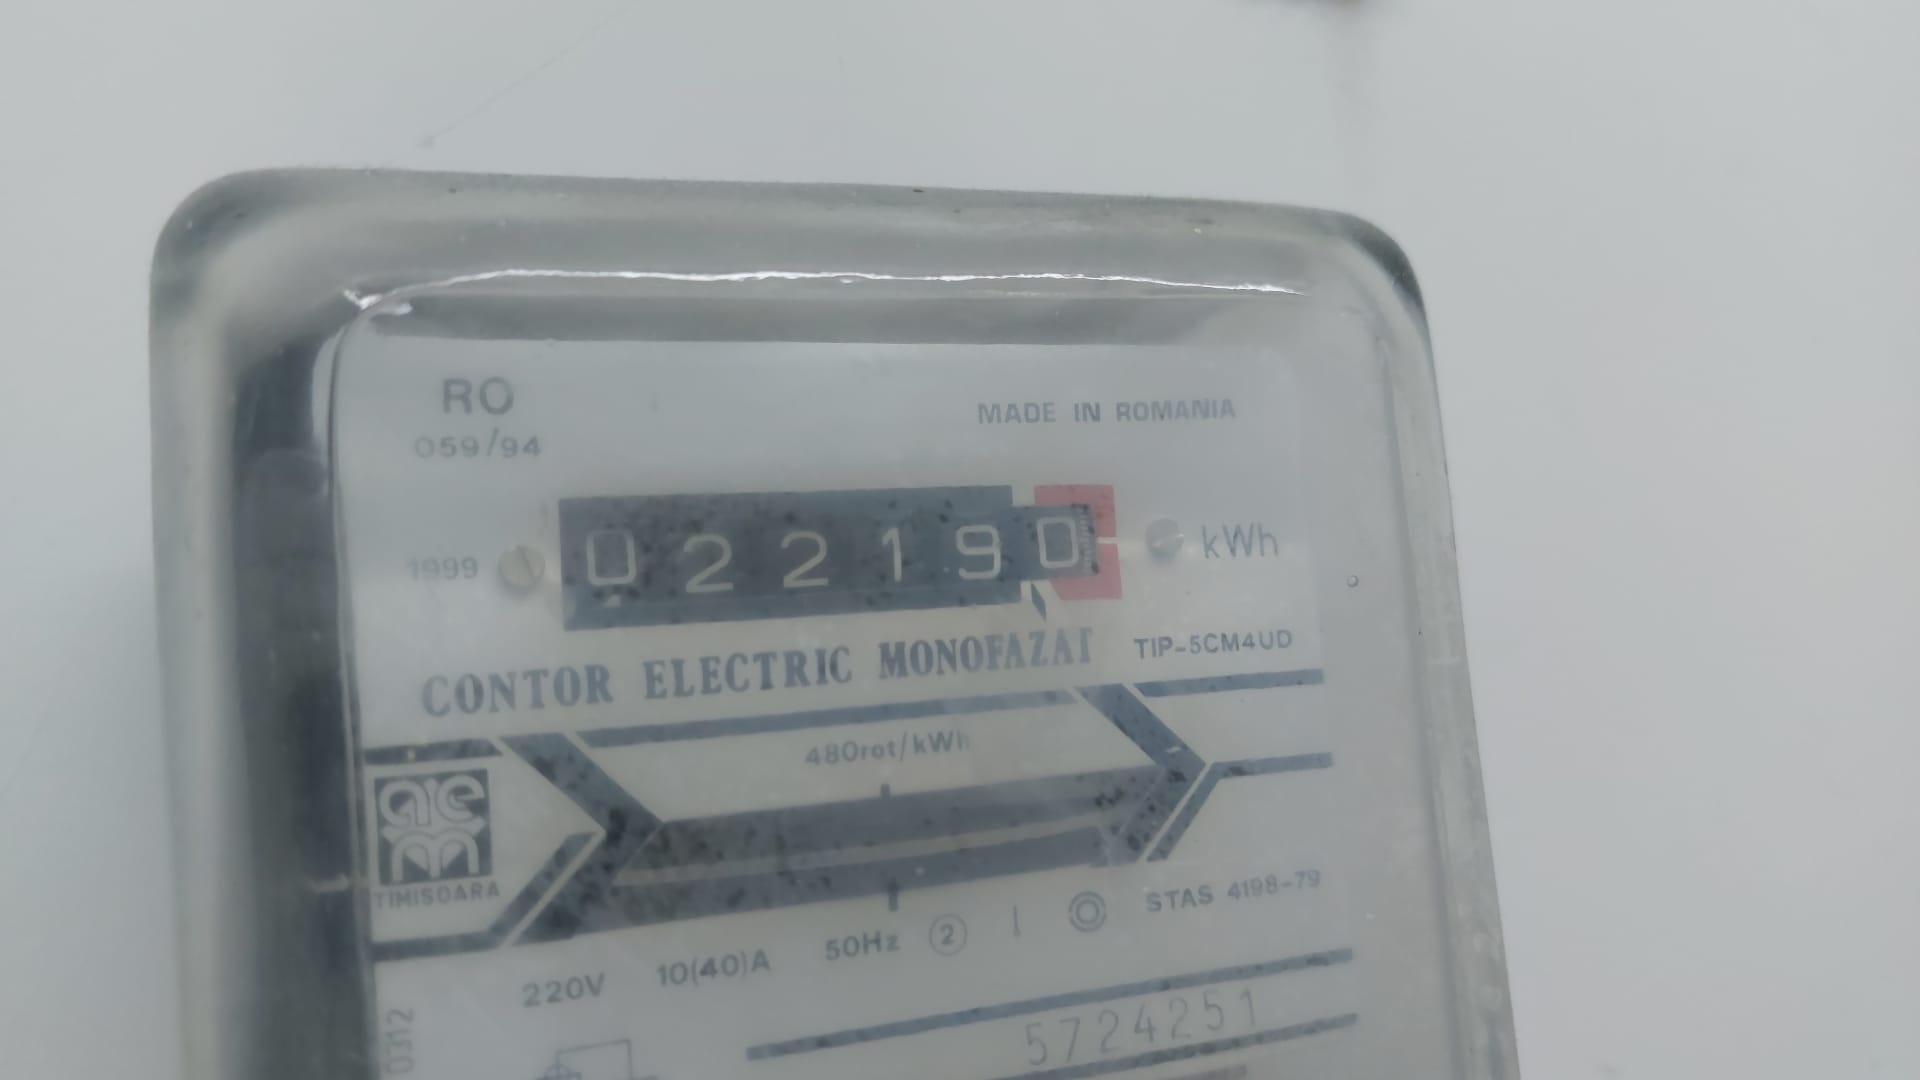 RO
059/94
MADE IN ROMANIA
1999 022190 kWh
CONTOR ELECTRIC MONOFAZAT TIP-5CM4UD
480rot/kWh
aem
TIMISOARA
220V 10(40)A 50Hz 2 STAS 4198-79
0312
5724251